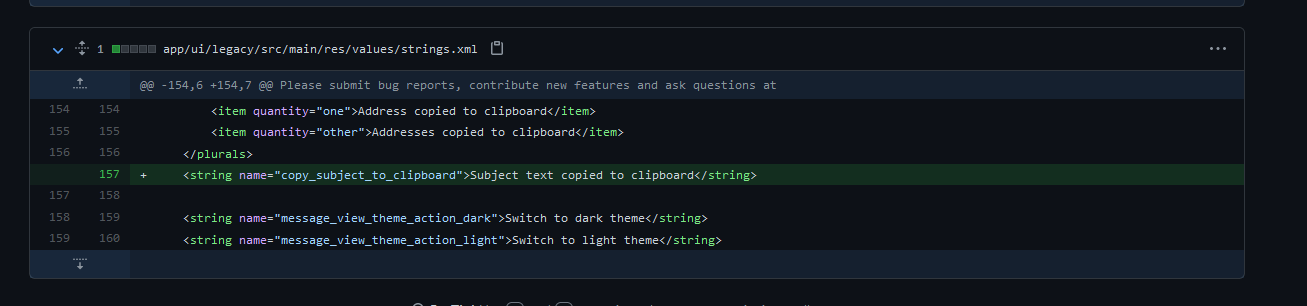 1 app/ui/legacy/src/main/res/values/strings.xml
@@ -154,6 +154,7 @@ Please submit bug reports, contribute new features and ask questions at
154 154 <item quantity="one">Address copied to clipboard</item>
155 155 <item quantity="other">Addresses copied to clipboard</item>
156 156 </plurals>
157 + <string name="copy_subject_to_clipboard">Subject text copied to clipboard</string>
157 158
158 159 <string name="message_view_theme_action_dark">Switch to dark theme</string>
159 160 <string name="message_view_theme_action_light">Switch to light theme</string>